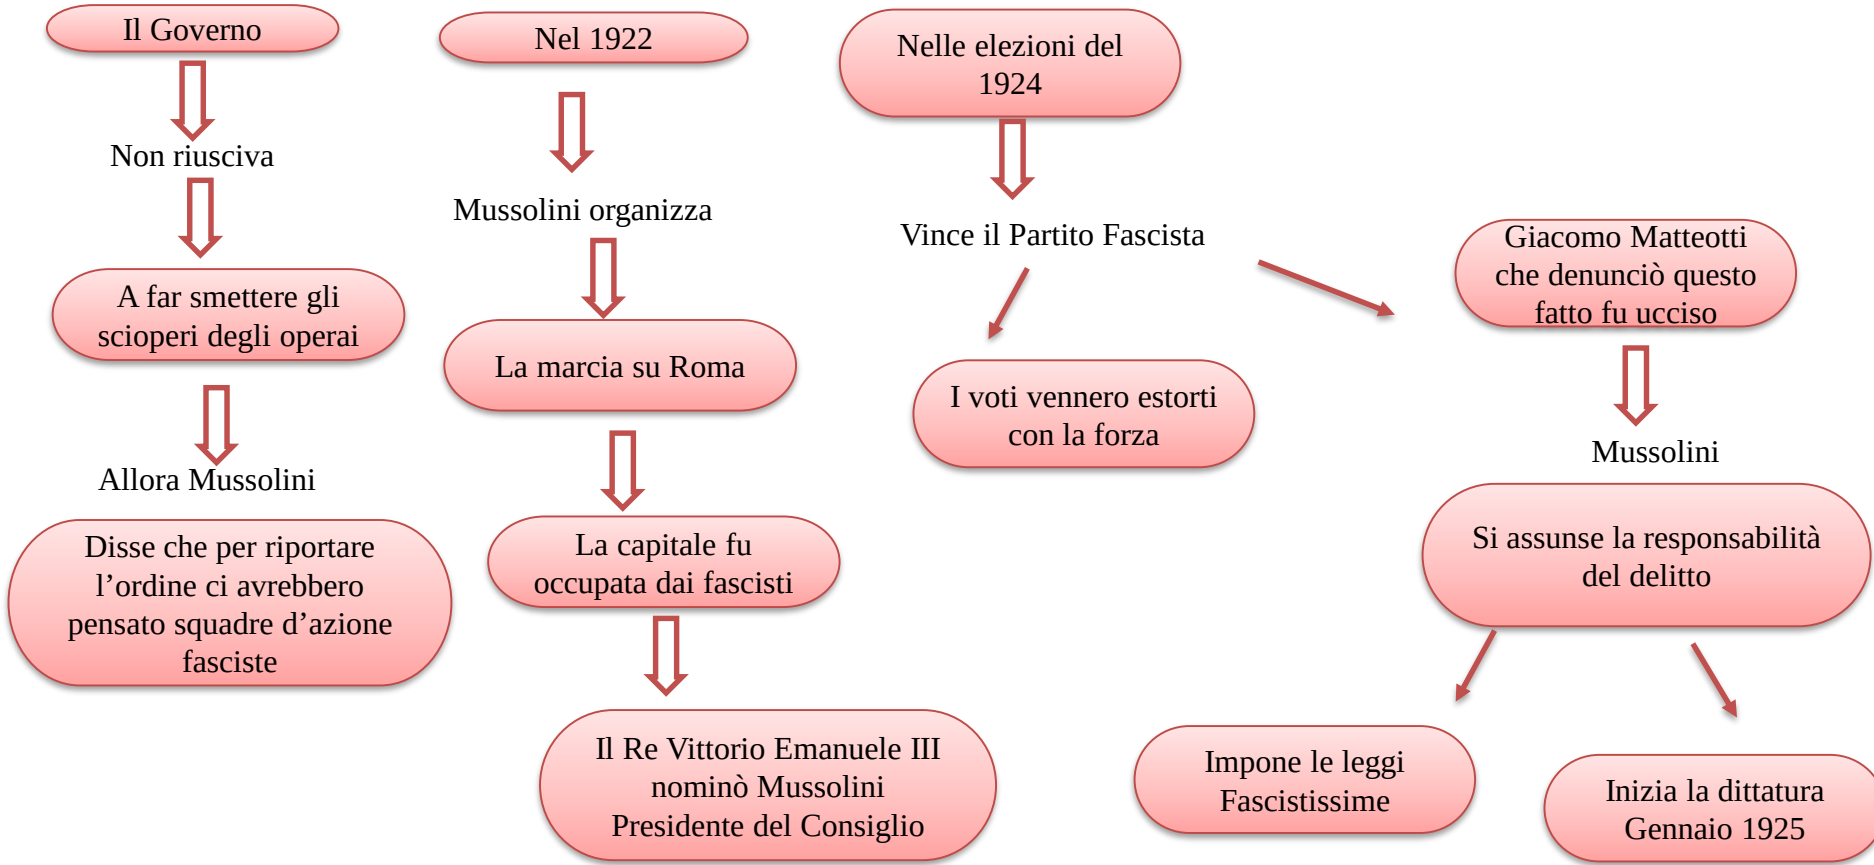 Il Governo
Non riusciva
A far smettere gli
scioperi degli operai
Allora Mussolini
Disse che per riportare
l’ordine ci avrebbero
pensato squadre d’azione
fasciste
Nel 1922
Mussolini organizza
La marcia su Roma
La capitale fu
occupata dai fascisti
Il Re Vittorio Emanuele III
nominò Mussolini
Presidente del Consiglio
Nelle elezioni del
1924
Vince il Partito Fascista
I voti vennero estorti
con la forza
Giacomo Matteotti
che denunciò questo
fatto fu ucciso
Mussolini
Si assunse la responsabilità
del delitto
Impone le leggi
Fascistissime
Inizia la dittatura
Gennaio 1925